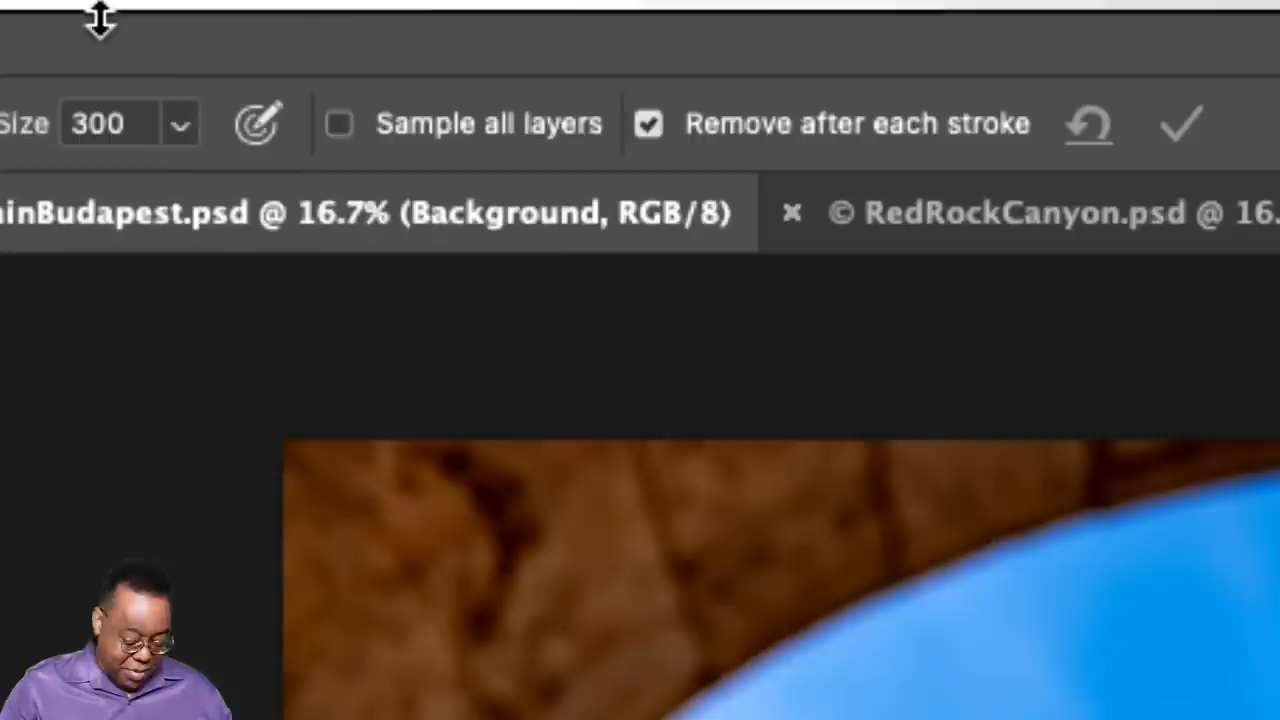 Size 300 Sample all layers Remove after each stroke
inBudapest.psd @ 16.7% (Background, RGB/8) × © RedRockCanyon.psd @ 16.